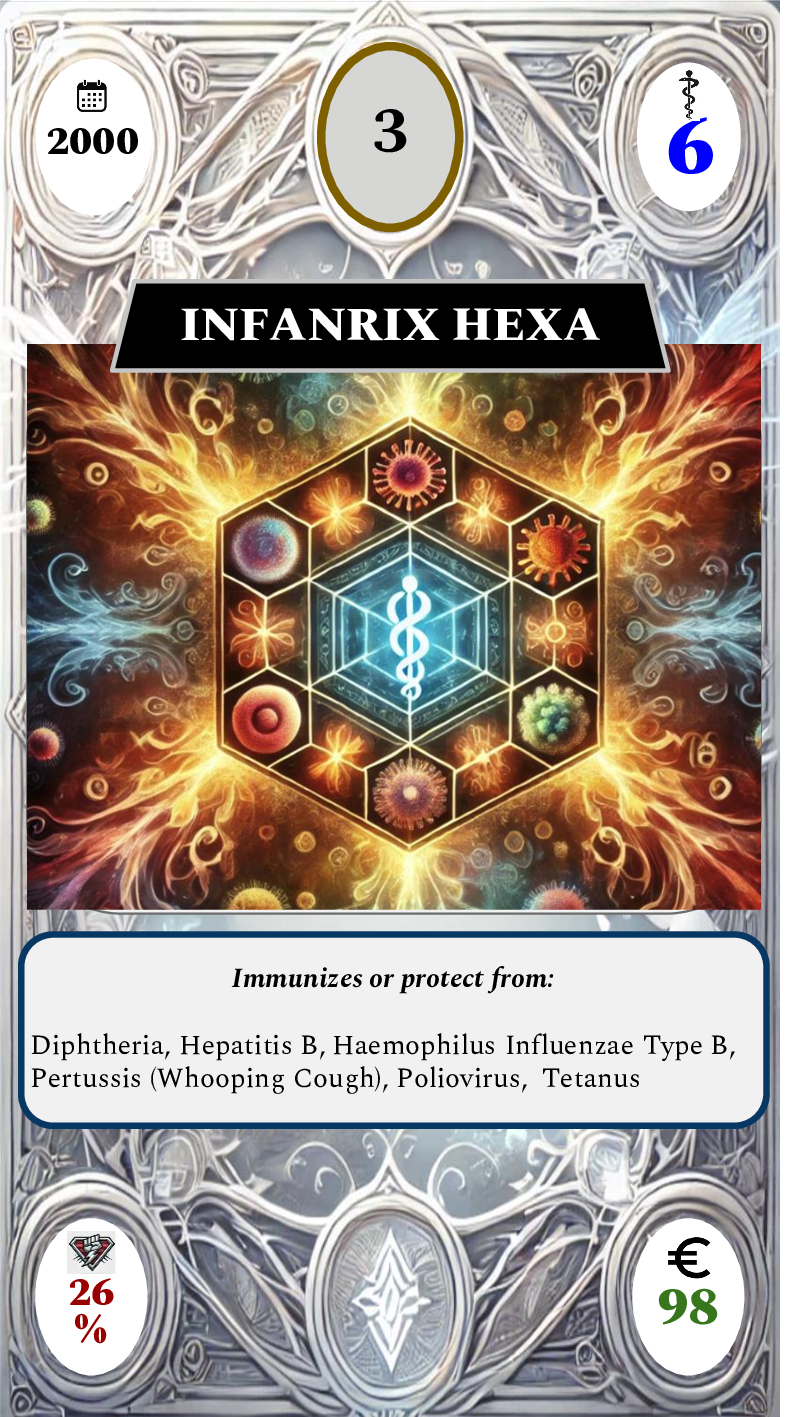 2000
3
6
INFANRIX HEXA
Immunizes or protect from:
Diphtheria, Hepatitis B, Haemophilus Influenzae Type B,
Pertussis (Whooping Cough), Poliovirus, Tetanus
26
%
€
98